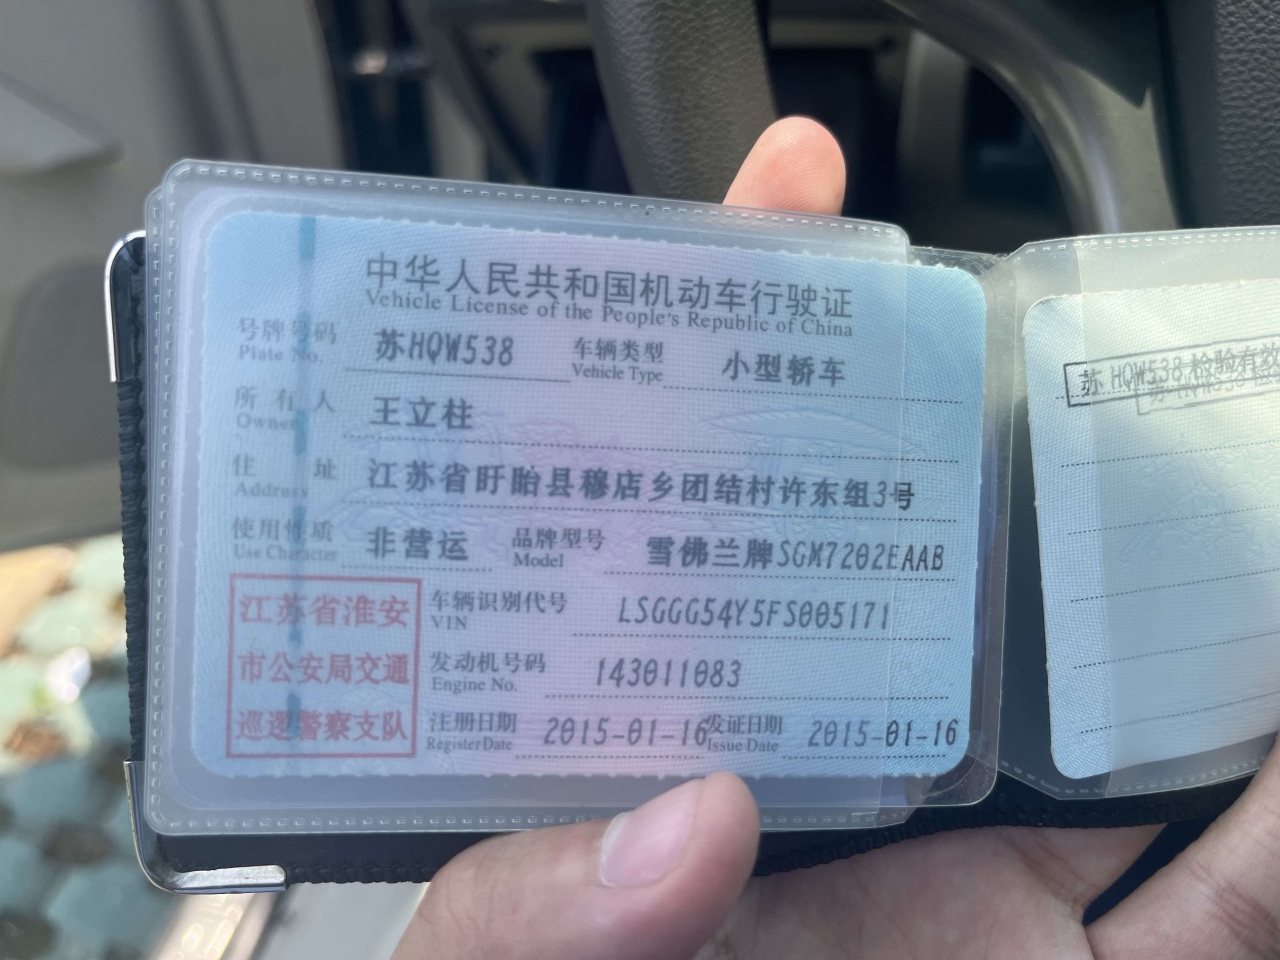 中华人民共和国机动车行驶证
Vehicle License of the People's Republic of China
号牌号码 苏HQW538 车辆类型 小型轿车
Plate No. Vehicle Type
所有人 王立柱
Owner
住址 江苏省盱眙县穆店乡团结村许东组3号
Address
使用性质 非营运 品牌型号 雪佛兰牌SGM7202EAAB
Use Character Model
江苏省淮安
市公安局交通
巡逻警察支队
车辆识别代号 LSGGG54Y5FS005171
VIN
发动机号码 143011083
Engine No.
注册日期 2015-01-16 发证日期 2015-01-16
Register Date Issue Date
苏 HQW538 检验有效